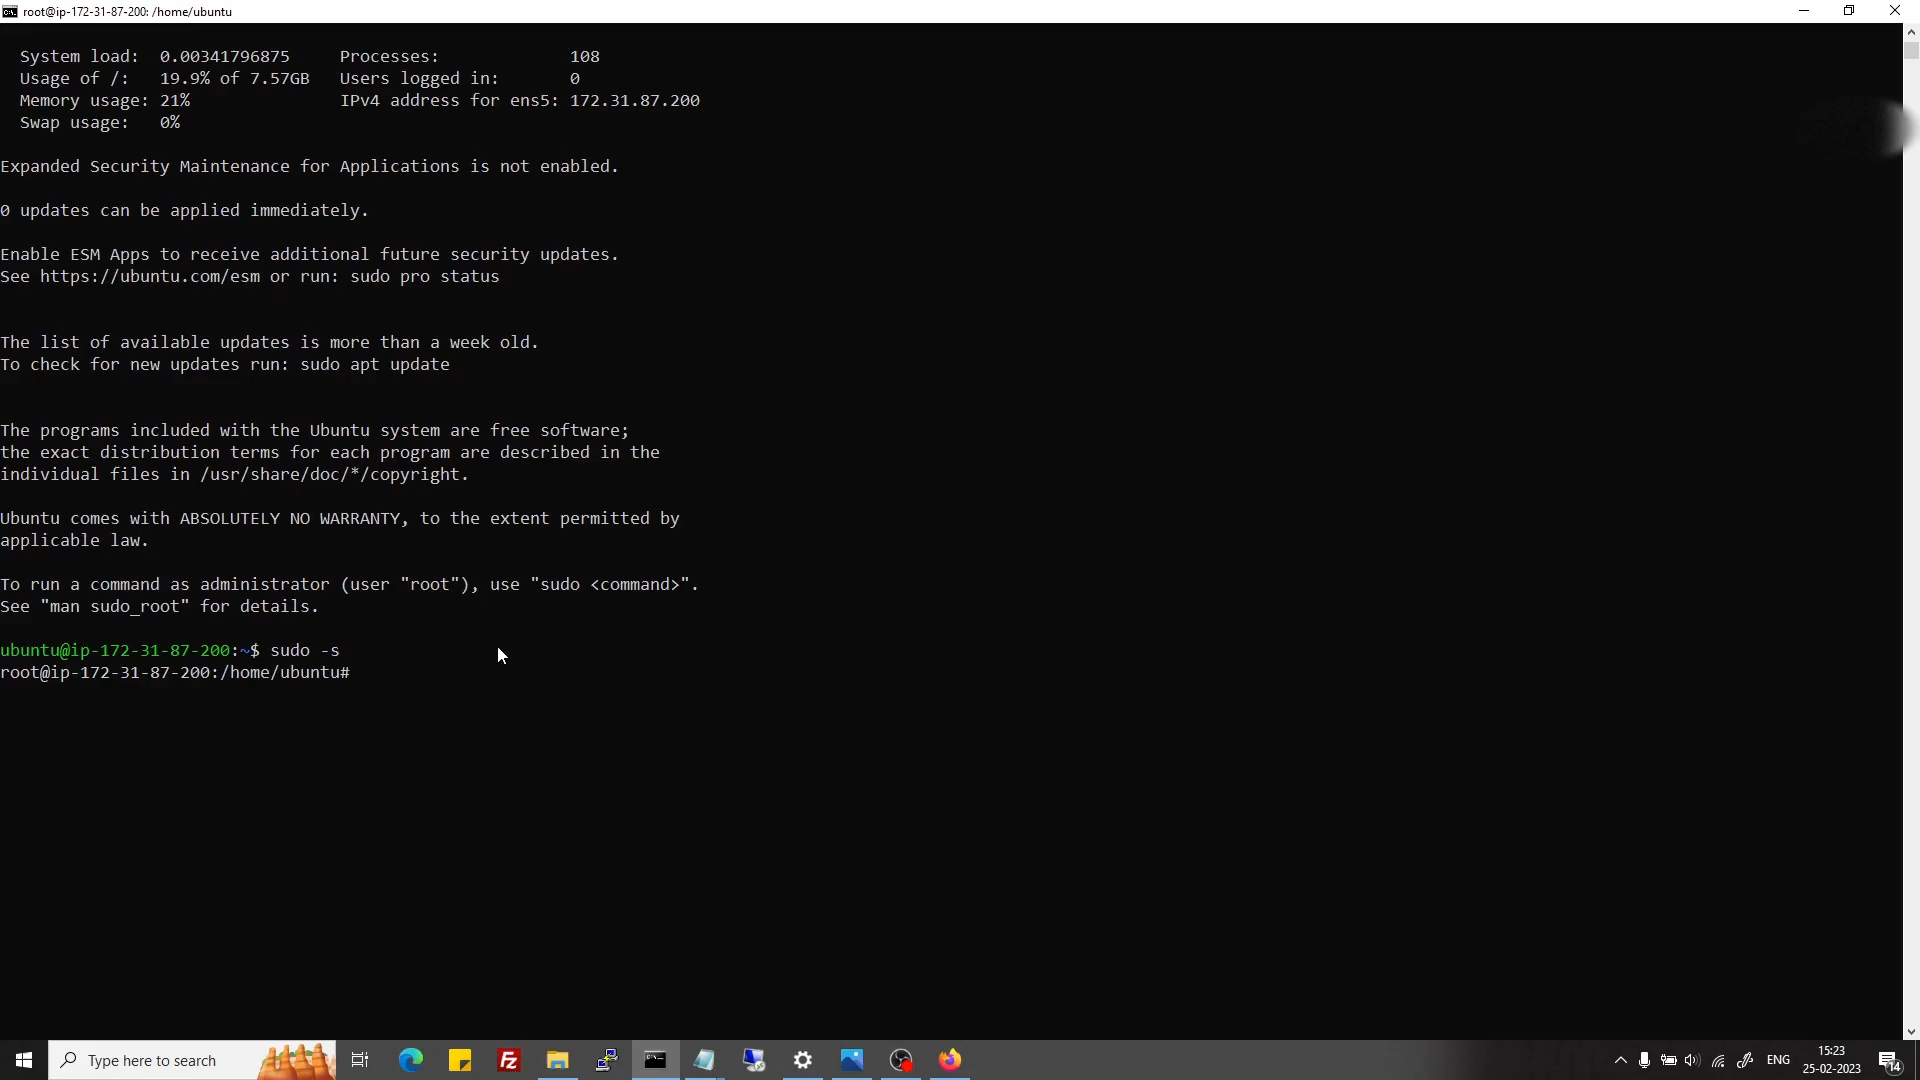 root@ip-172-31-87-200: /home/ubuntu
System load:  0.00341796875     Processes:             108
Usage of /:   19.9% of 7.57GB   Users logged in:       0
Memory usage: 21%               IPv4 address for ens5: 172.31.87.200
Swap usage:   0%
Expanded Security Maintenance for Applications is not enabled.
0 updates can be applied immediately.
Enable ESM Apps to receive additional future security updates.
See https://ubuntu.com/esm or run: sudo pro status
The list of available updates is more than a week old.
To check for new updates run: sudo apt update
The programs included with the Ubuntu system are free software;
the exact distribution terms for each program are described in the
individual files in /usr/share/doc/*/copyright.
Ubuntu comes with ABSOLUTELY NO WARRANTY, to the extent permitted by
applicable law.
To run a command as administrator (user "root"), use "sudo <command>".
See "man sudo_root" for details.
ubuntu@ip-172-31-87-200:~$ sudo -s
root@ip-172-31-87-200:/home/ubuntu#
Type here to search
FZ
ENG
15:23
25-02-2023
14